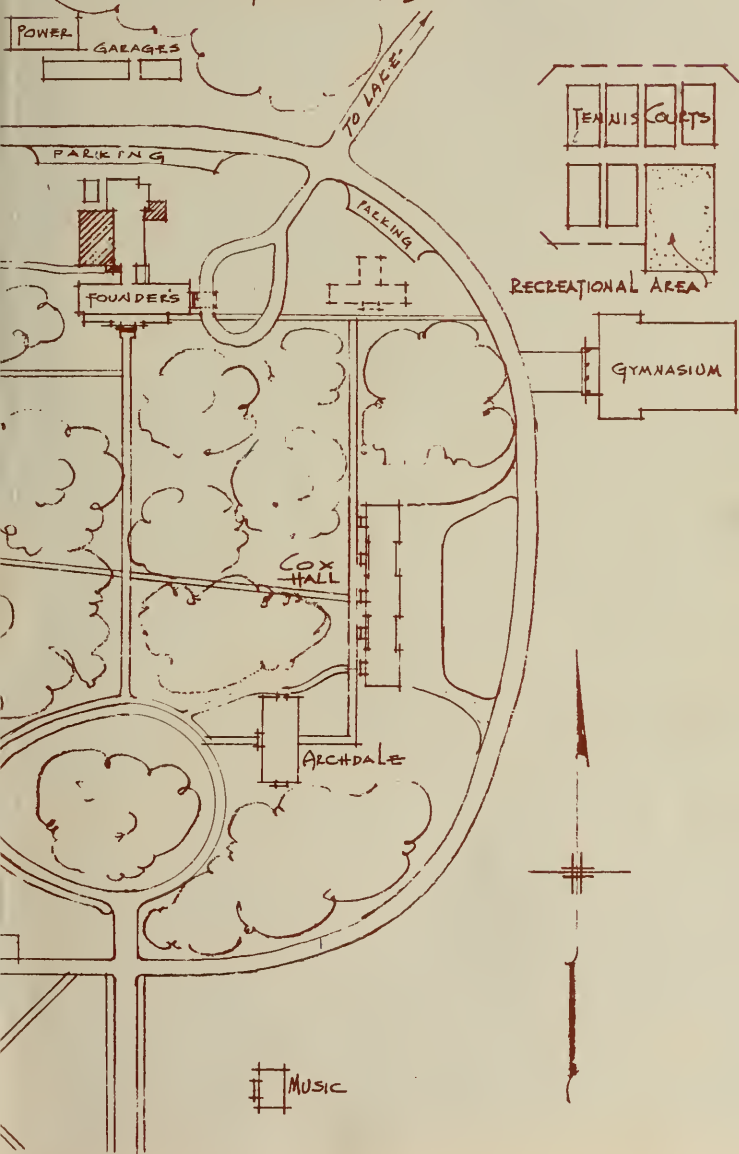 POWER
GARAGES
TO LAKE
PARKING
TENNIS COURTS
PARKING
FOUNDERS
RECREATIONAL AREA
GYMNASIUM
COX
HALL
ARCHDALE
MUSIC